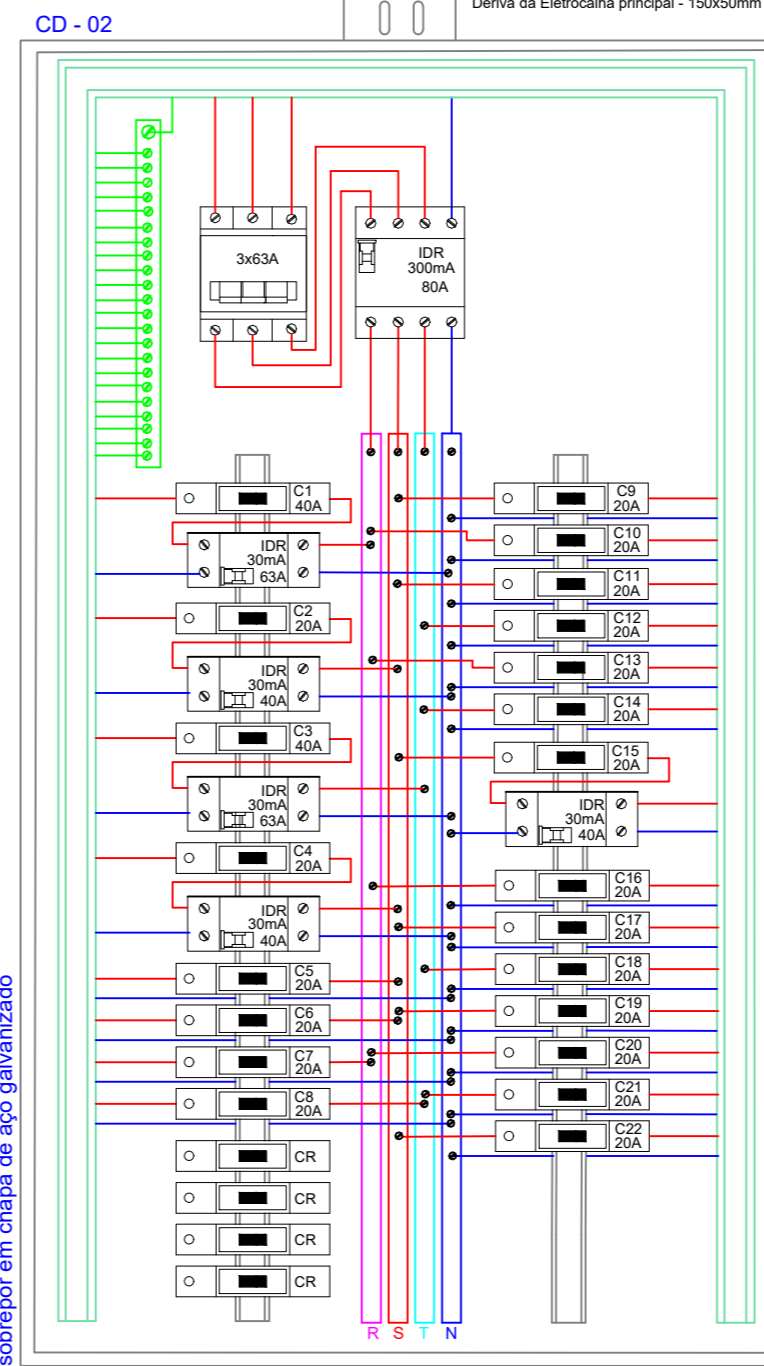 Deriva da Eletrocalha principal - 150x50mm
CD - 02
3x63A
IDR
300mA
80A
C1
40A
IDR
30mA
63A
C2
20A
IDR
30mA
40A
C3
40A
IDR
30mA
63A
C4
20A
IDR
30mA
40A
C5
20A
C6
20A
C7
20A
C8
20A
CR
CR
CR
CR
C9
20A
C10
20A
C11
20A
C12
20A
C13
20A
C14
20A
C15
20A
IDR
30mA
40A
C16
20A
C17
20A
C18
20A
C19
20A
C20
20A
C21
20A
C22
20A
R S T N
sobrepor em chapa de aço galvanizado